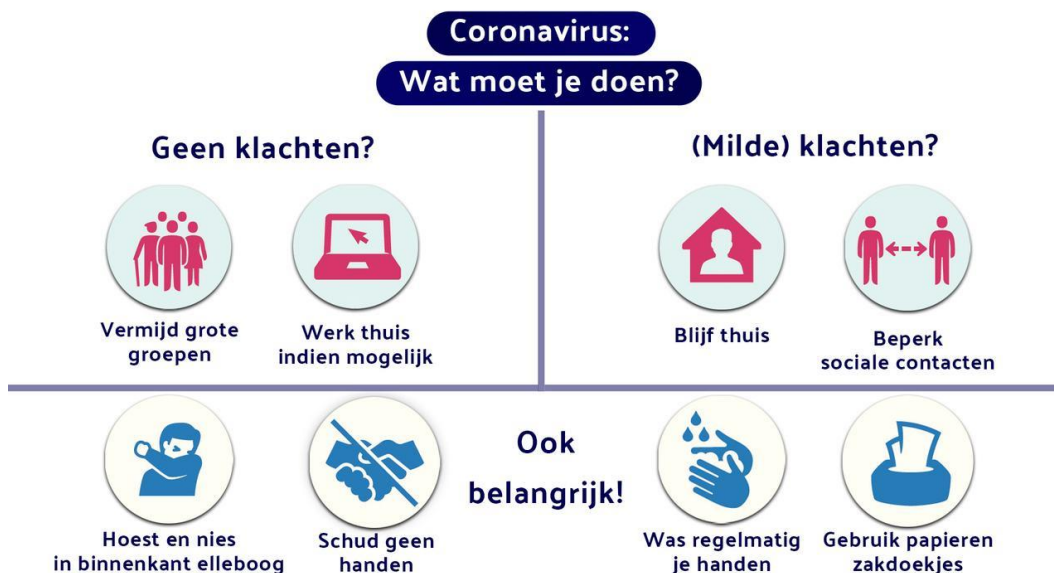 Coronavirus:
Wat moet je doen?
Geen klachten?
Vermijd grote
groepen
Werk thuis
indien mogelijk
(Milde) klachten?
Blijf thuis
Beperk
sociale contacten
Ook
belangrijk!
Hoest en nies
in binnenkant elleboog
Schud geen
handen
Was regelmatig
je handen
Gebruik papieren
zakdoekjes